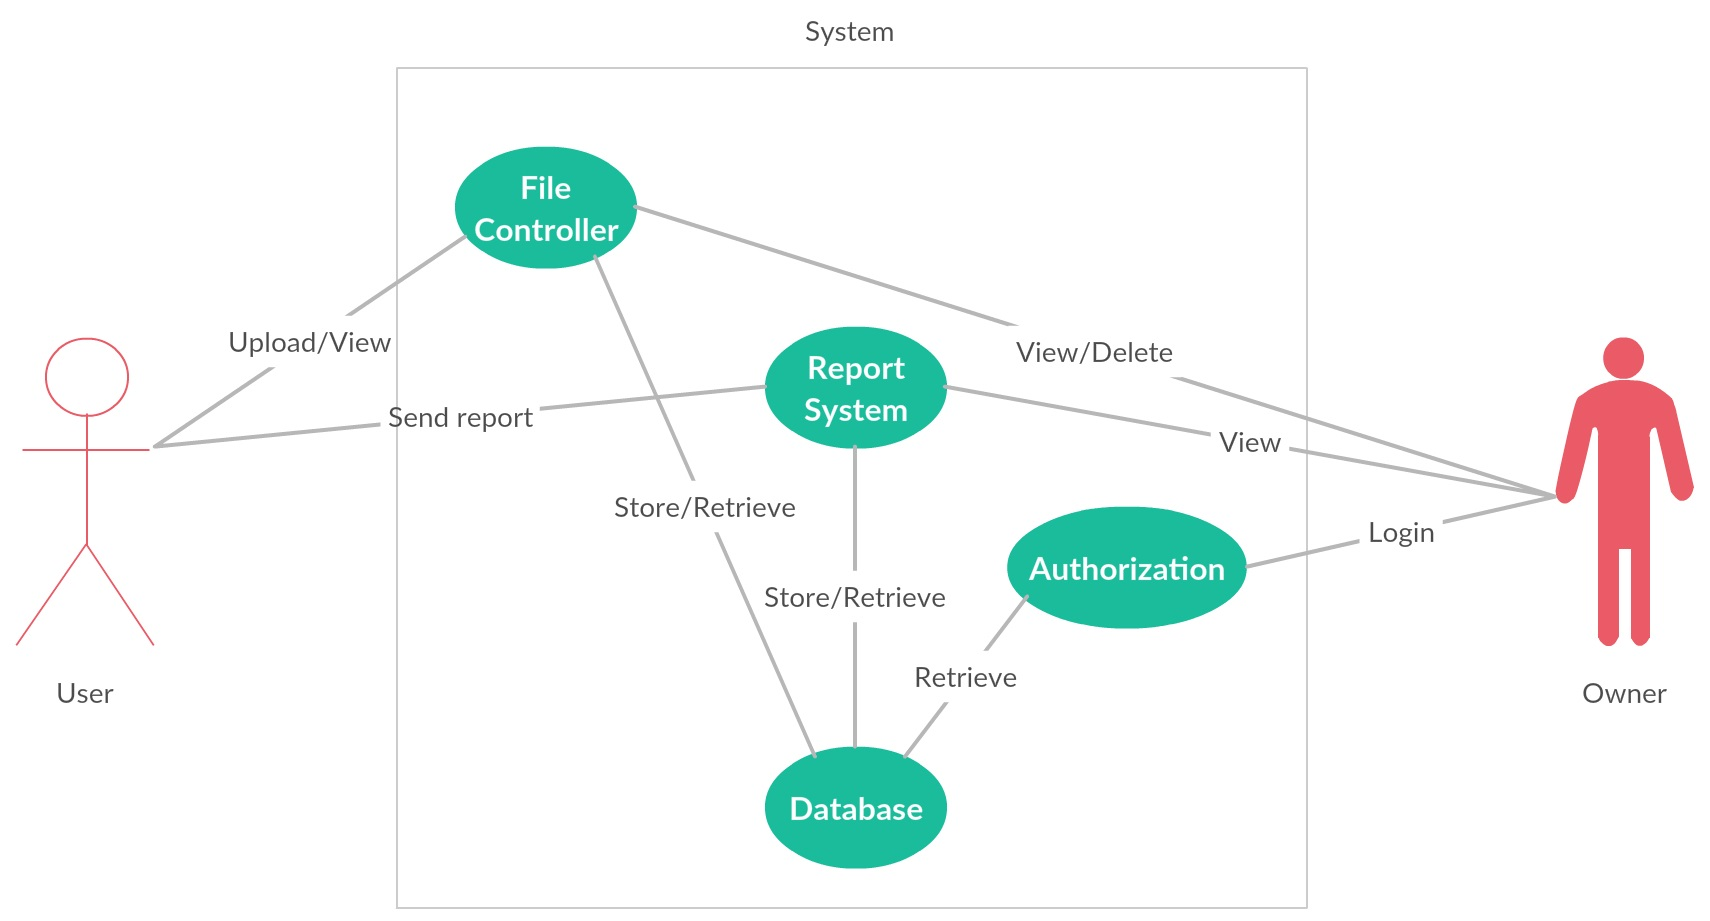 System
File
Controller
Upload/View
Report
System
View/Delete
Send report
View
Store/Retrieve
Authorization
Login
Store/Retrieve
Retrieve
User
Owner
Database